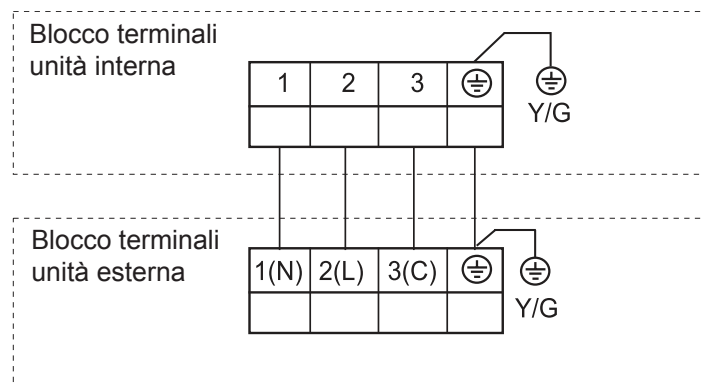 Blocco terminali
unità interna
1 2 3
Y/G
Blocco terminali
unità esterna
1(N) 2(L) 3(C)
Y/G